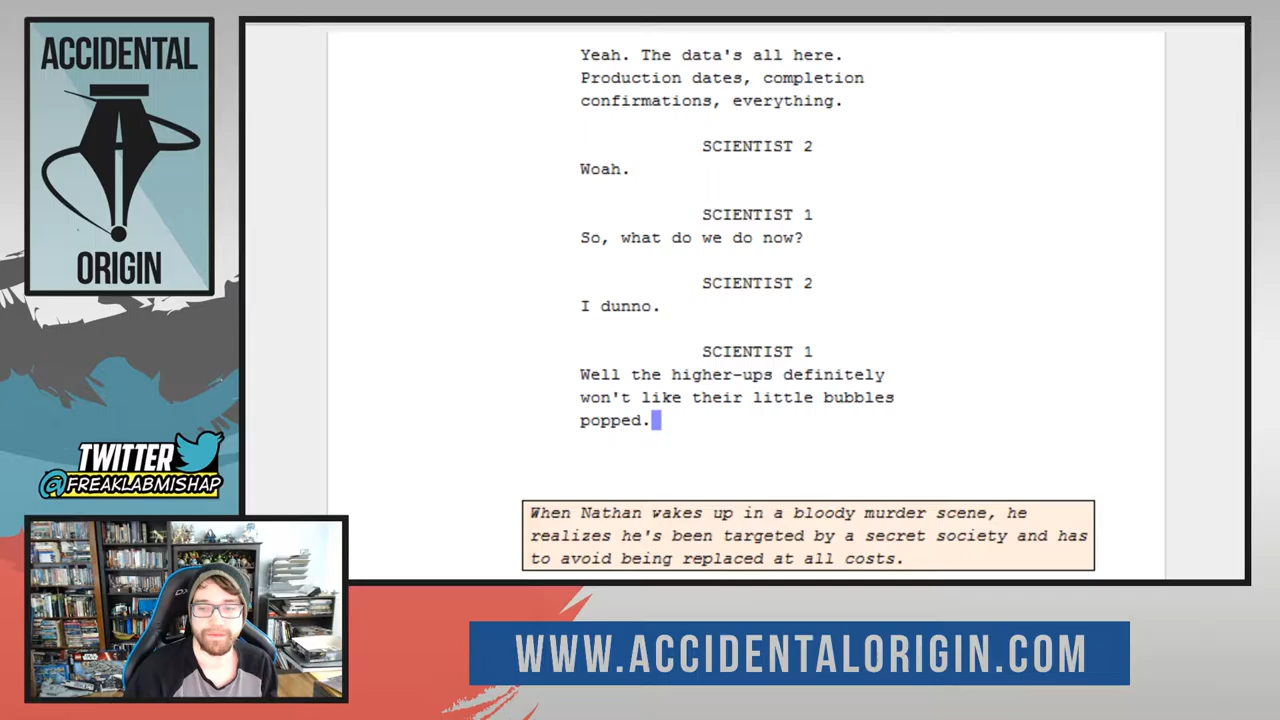 ACCIDENTAL
ORIGIN
Yeah. The data's all here.
Production dates, completion
confirmations, everything.
SCIENTIST 2
Woah.
SCIENTIST 1
So, what do we do now?
SCIENTIST 2
I dunno.
SCIENTIST 1
Well the higher-ups definitely
won't like their little bubbles
popped.
When Nathan wakes up in a bloody murder scene, he
realizes he's been targeted by a secret society and has
to avoid being replaced at all costs.
TWITTER
@FREAKLABMISHAP
WWW.ACCIDENTALORIGIN.COM